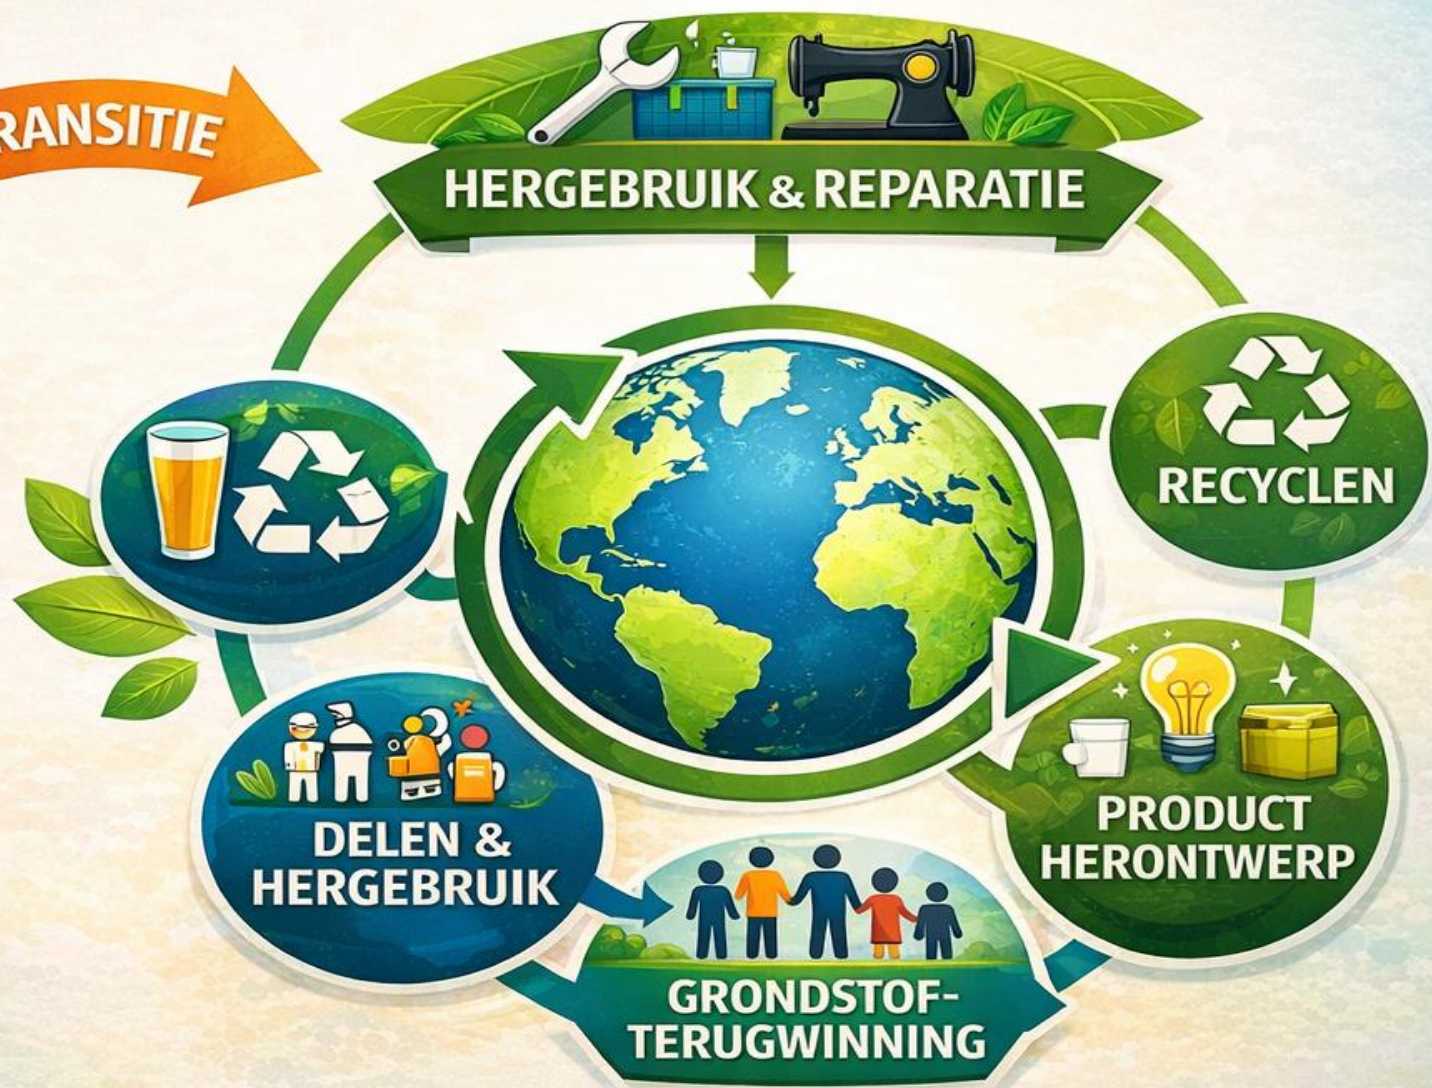 RANSITIE
HERGEBRUIK & REPARATIE
RECYCLEN
PRODUCT
HERONTWERP
DELEN &
HERGEBRUIK
GRONDSTOF-
TERUGWINNING